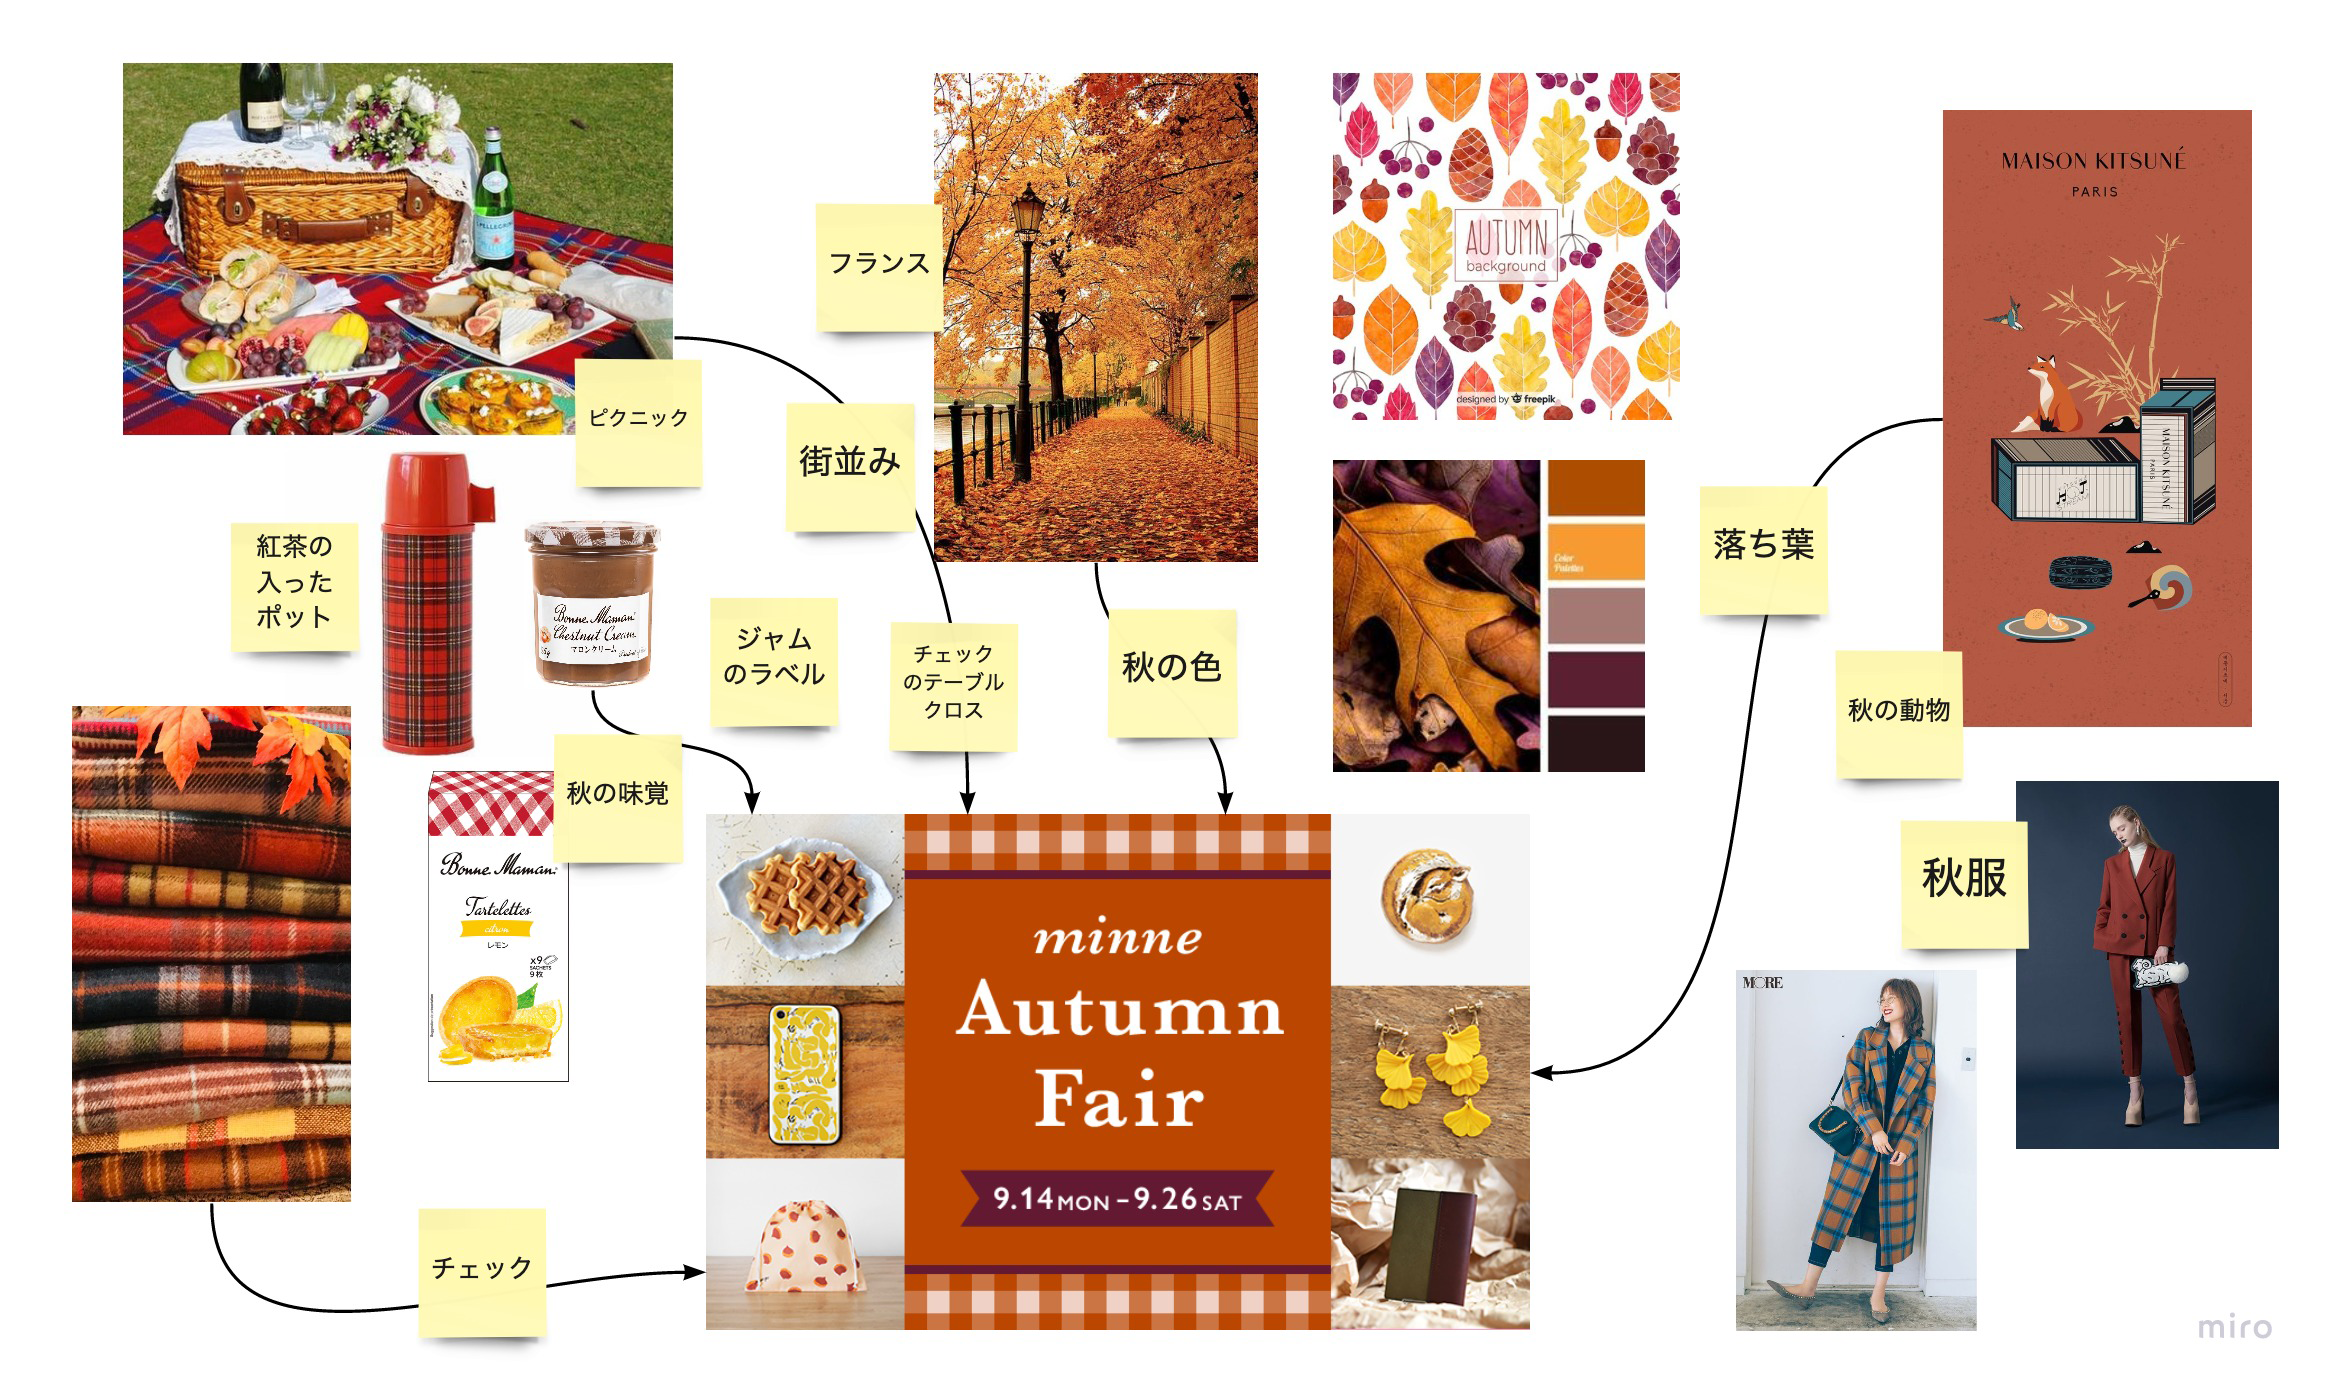 S.PELLEGRINO
ピクニック
フランス
街並み
AUTUMN
background
designed by freepik
MAISON KITSUNÉ
PARIS
MAISON KITSUNÉ
PARIS
紅茶の
入った
ポット
Bonne Maman
Chestnut Cream
マロンクリーム
ジャム
のラベル
チェック
のテーブル
クロス
秋の色
Color
Palettes
落ち葉
秋の動物
秋の味覚
Bonne Maman
Tartelettes
citron
レモン
x9
SACHETS
9枚
秋服
MORE
チェック
minne
Autumn
Fair
9.14 MON – 9.26 SAT
miro